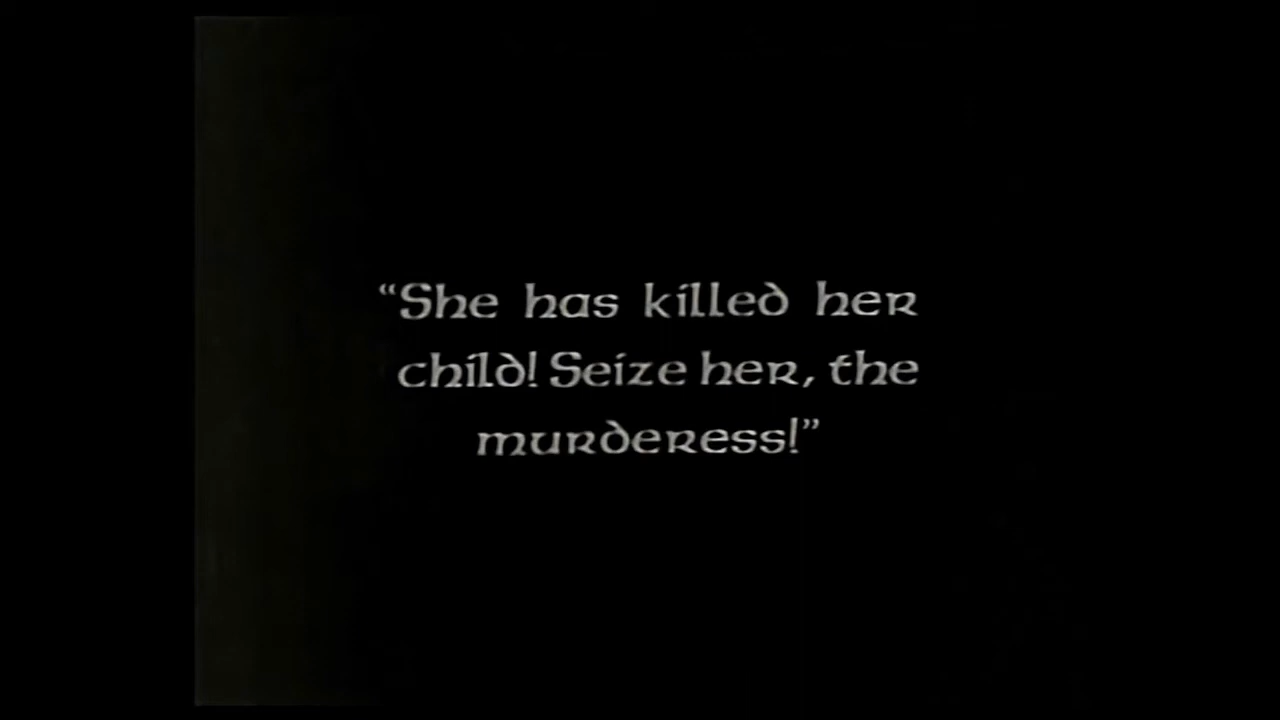 “She has killed her
child! Seize her, the
murderess!”